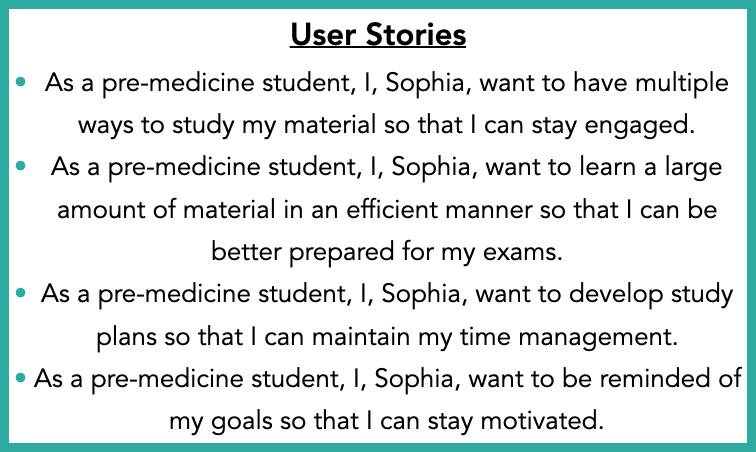 User Stories
• As a pre-medicine student, I, Sophia, want to have multiple
ways to study my material so that I can stay engaged.
• As a pre-medicine student, I, Sophia, want to learn a large
amount of material in an efficient manner so that I can be
better prepared for my exams.
• As a pre-medicine student, I, Sophia, want to develop study
plans so that I can maintain my time management.
• As a pre-medicine student, I, Sophia, want to be reminded of
my goals so that I can stay motivated.